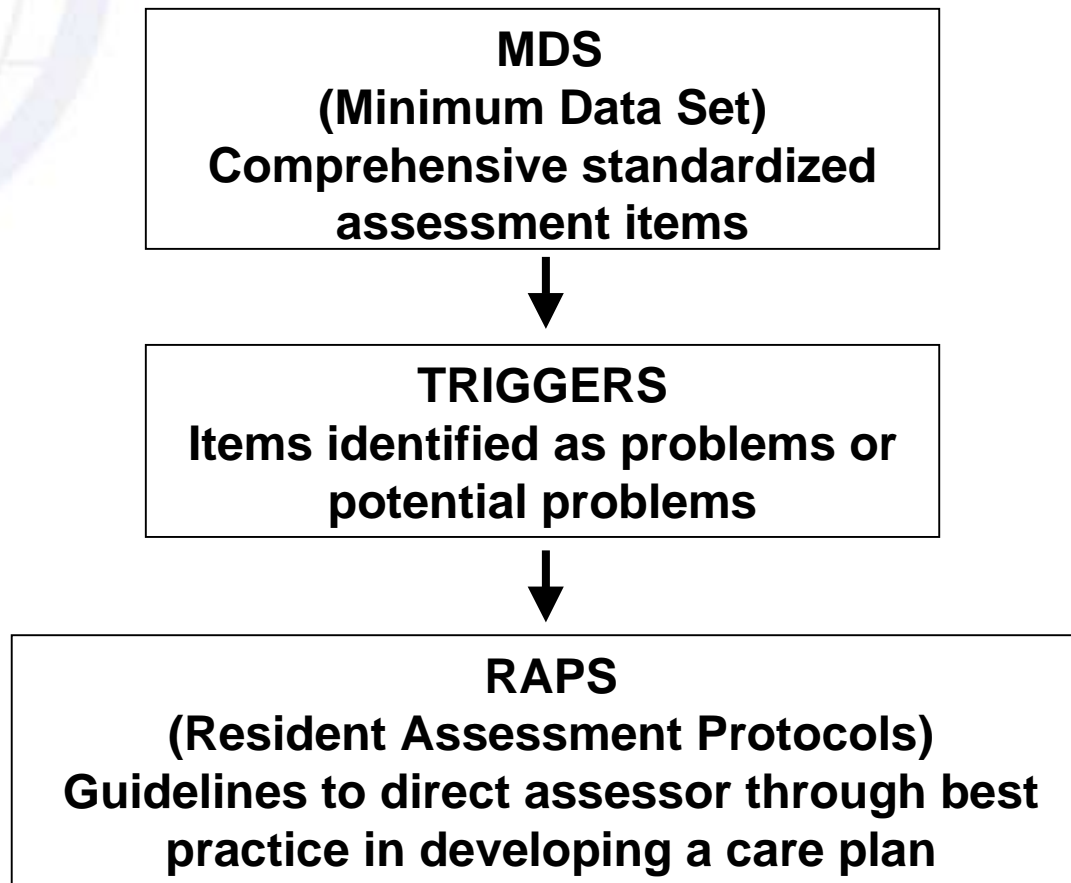 MDS
(Minimum Data Set)
Comprehensive standardized
assessment items
TRIGGERS
Items identified as problems or
potential problems
RAPS
(Resident Assessment Protocols)
Guidelines to direct assessor through best
practice in developing a care plan